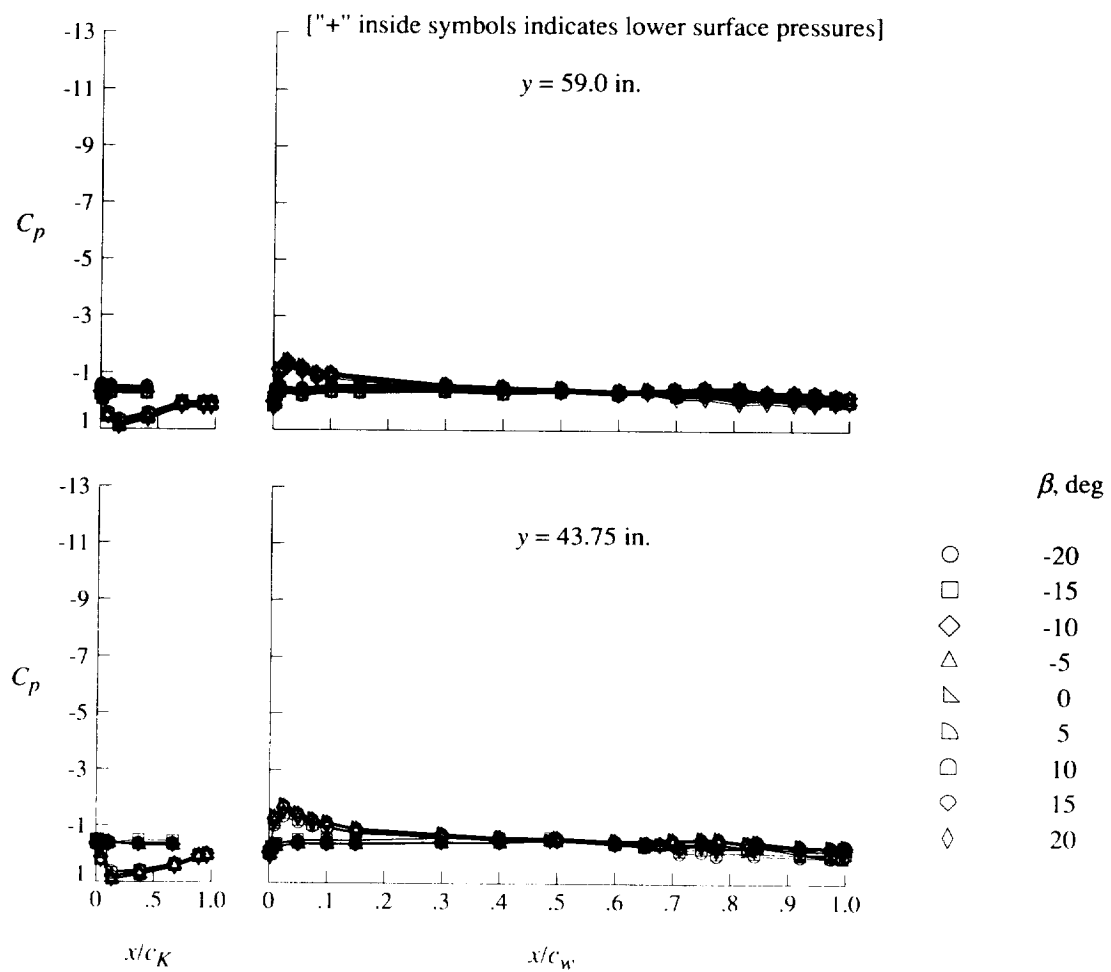 ["+" inside symbols indicates lower surface pressures]
y = 59.0 in.
-13
-11
-9
-7
-5
-3
-1
1
C_p
y = 43.75 in.
-13
-11
-9
-7
-5
-3
-1
1
C_p
0 .5 1.0
x/c_K
0 .1 .2 .3 .4 .5 .6 .7 .8 .9 1.0
x/c_w
β, deg
-20
-15
-10
-5
0
5
10
15
20